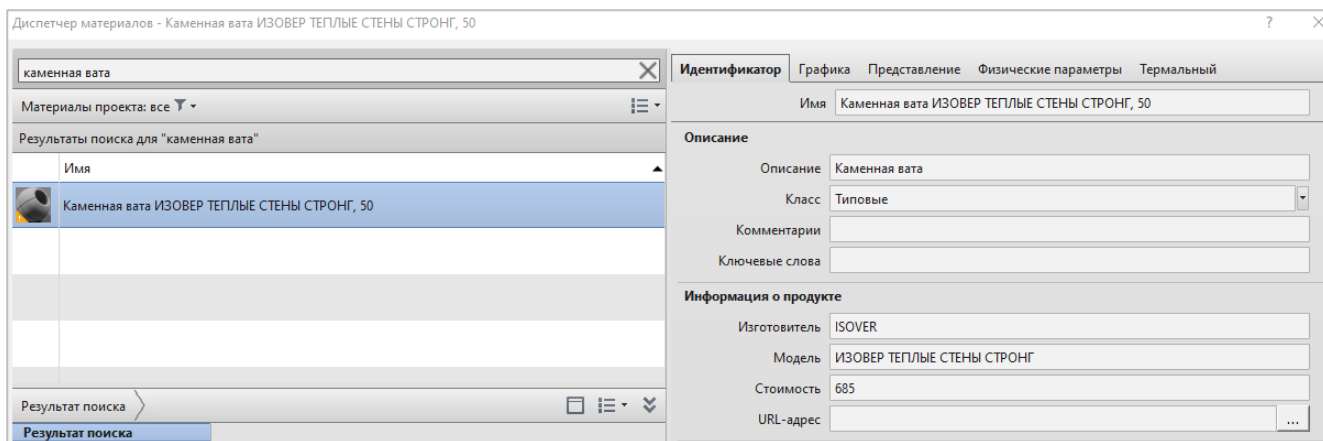 Диспетчер материалов - Каменная вата ИЗОВЕР ТЕПЛЫЕ СТЕНЫ СТРОНГ, 50 ?
каменная вата
Материалы проекта: все
Результаты поиска для "каменная вата"
Имя
Каменная вата ИЗОВЕР ТЕПЛЫЕ СТЕНЫ СТРОНГ, 50
Результат поиска
Результат поиска
Идентификатор Графика Представление Физические параметры Термальный
Имя Каменная вата ИЗОВЕР ТЕПЛЫЕ СТЕНЫ СТРОНГ, 50
Описание
Описание Каменная вата
Класс Типовые
Комментарии
Ключевые слова
Информация о продукте
Изготовитель ISOVER
Модель ИЗОВЕР ТЕПЛЫЕ СТЕНЫ СТРОНГ
Стоимость 685
URL-адрес ...